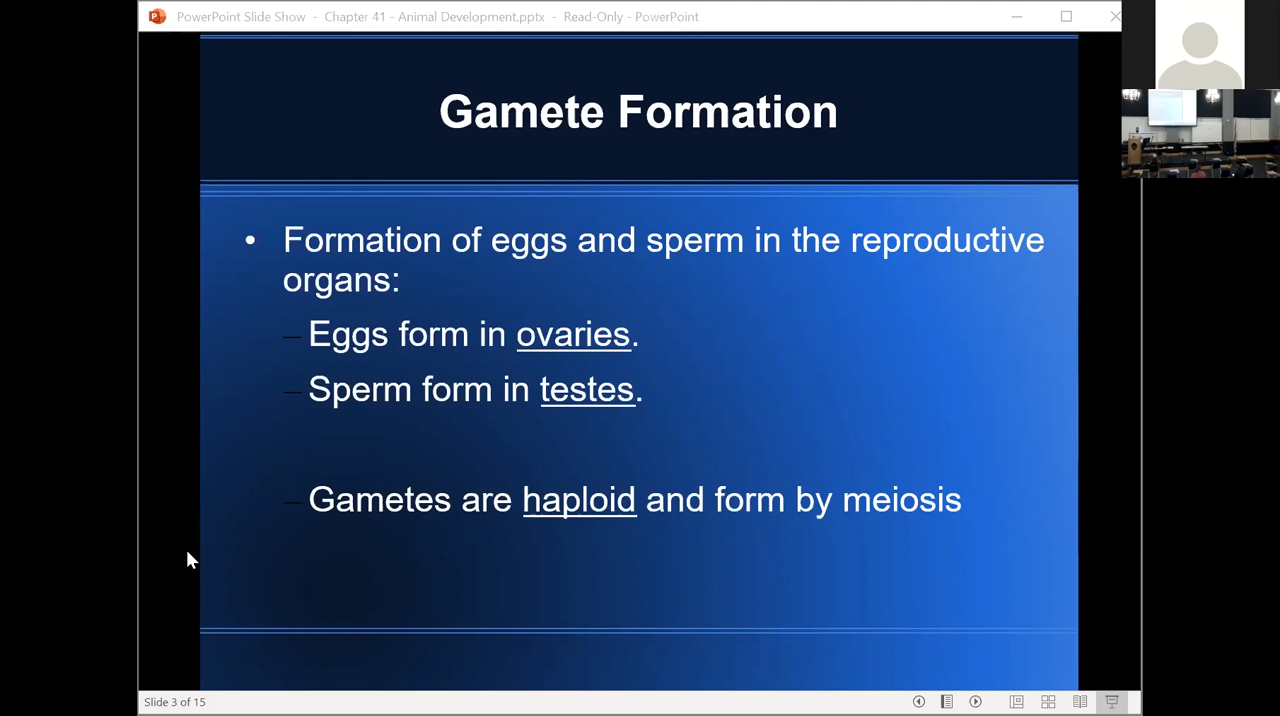 PowerPoint Slide Show - Chapter 41 - Animal Development.pptx - Read-Only - PowerPoint
Gamete Formation
• Formation of eggs and sperm in the reproductive
organs:
– Eggs form in ovaries.
– Sperm form in testes.
– Gametes are haploid and form by meiosis
Slide 3 of 15